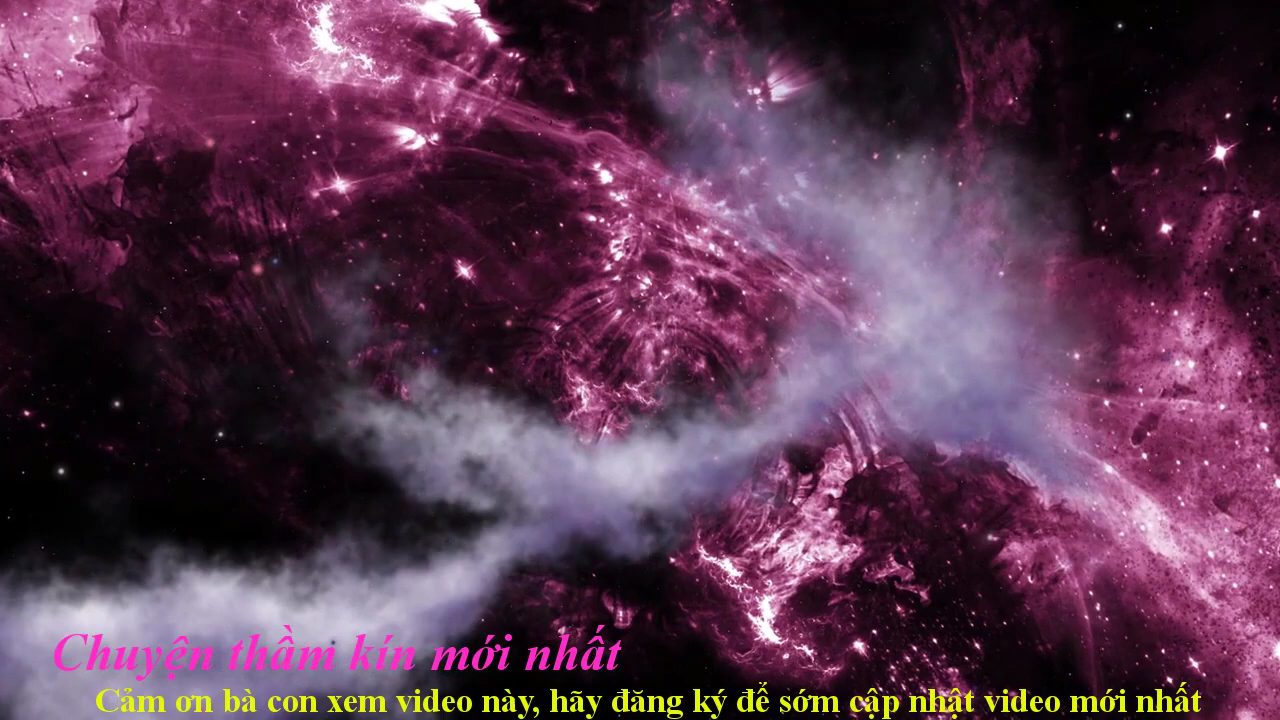 Chuyện thầm kín mới nhất
Cảm ơn bà con xem video này, hãy đăng ký để sớm cập nhật video mới nhất